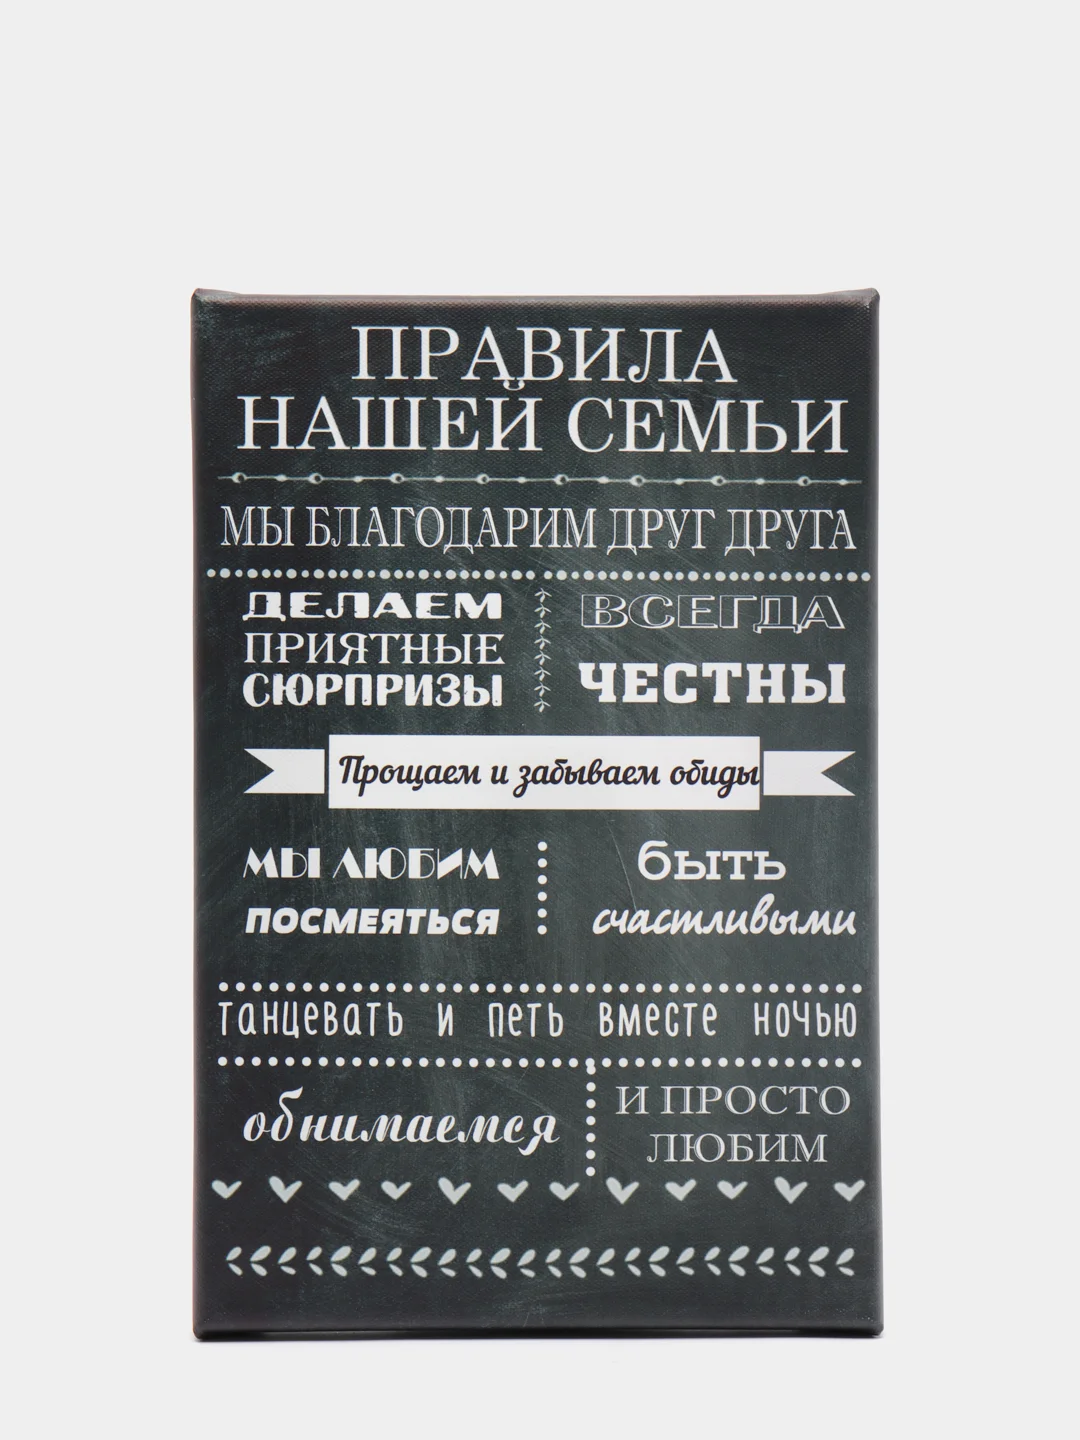 ПРАВИЛА
НАШЕЙ СЕМЬИ
МЫ БЛАГОДАРИМ ДРУГ ДРУГА
ДЕЛАЕМ
ПРИЯТНЫЕ
СЮРПРИЗЫ
ВСЕГДА
ЧЕСТНЫ
Прощаем и забываем обиды
МЫ ЛЮБИМ
ПОСМЕЯТЬСЯ
быть
счастливыми
танцевать и петь вместе ночью
обнимаемся
И ПРОСТО
ЛЮБИМ